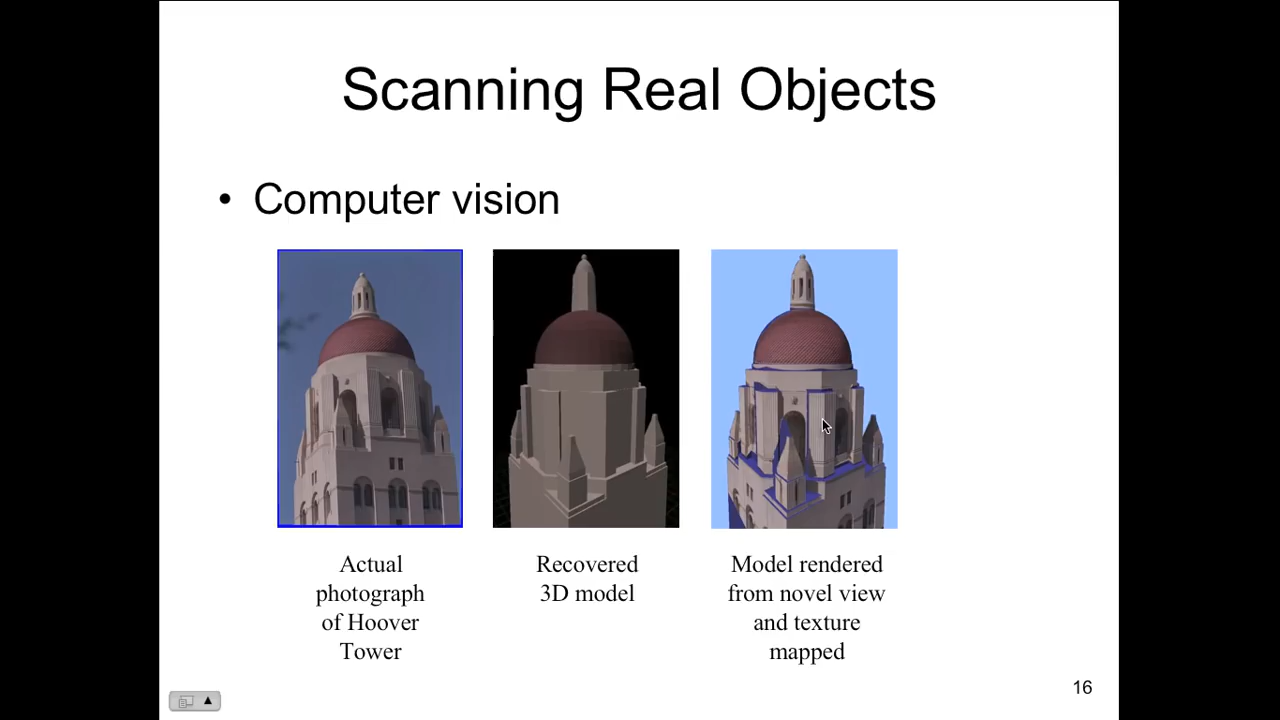 Scanning Real Objects
• Computer vision
Actual
photograph
of Hoover
Tower
Recovered
3D model
Model rendered
from novel view
and texture
mapped
16